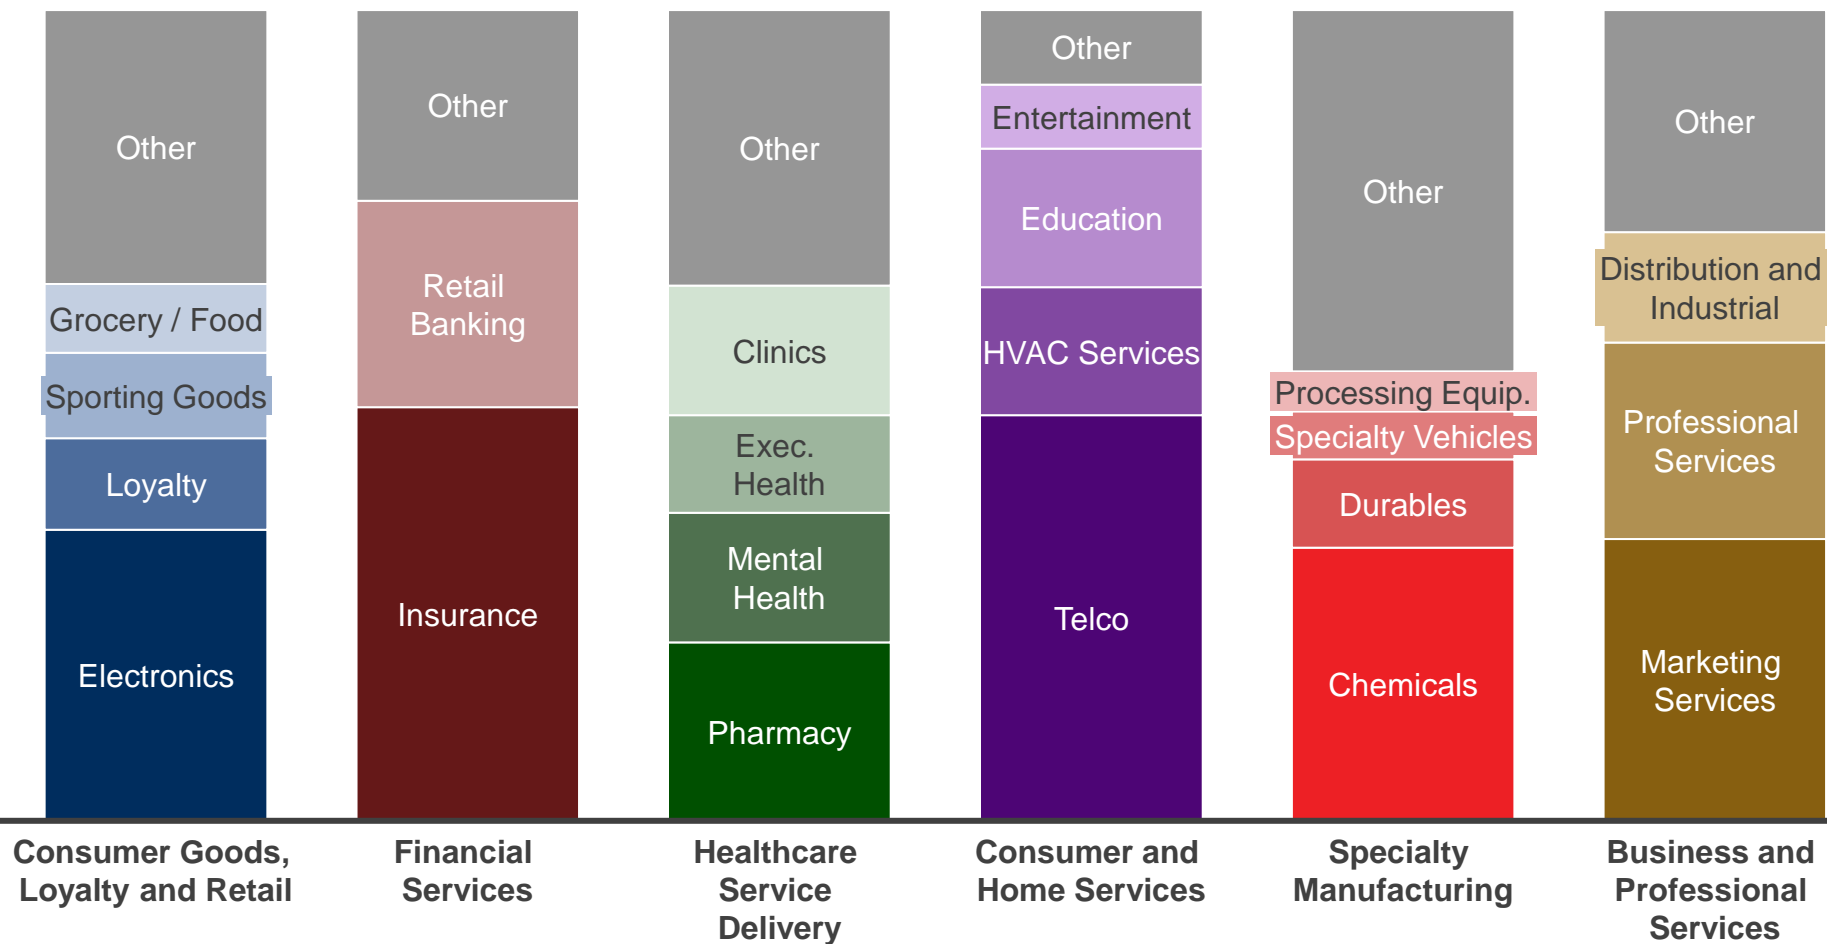 Other
Grocery / Food
Sporting Goods
Loyalty
Electronics
Consumer Goods,
Loyalty and Retail
Other
Retail
Banking
Insurance
Financial
Services
Other
Clinics
Exec.
Health
Mental
Health
Pharmacy
Healthcare
Service
Delivery
Other
Entertainment
Education
HVAC Services
Telco
Consumer and
Home Services
Other
Processing Equip.
Specialty Vehicles
Durables
Chemicals
Specialty
Manufacturing
Other
Distribution and
Industrial
Professional
Services
Marketing
Services
Business and
Professional
Services